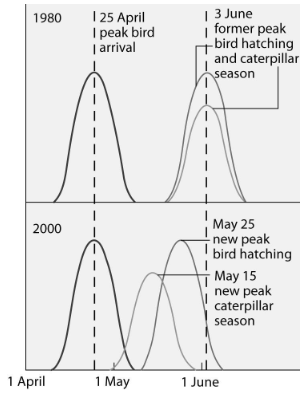 1980
25 April
peak bird
arrival
3 June
former peak
bird hatching
and caterpillar
season
2000
May 25
new peak
bird hatching
May 15
new peak
caterpillar
season
1 April
1 May
1 June